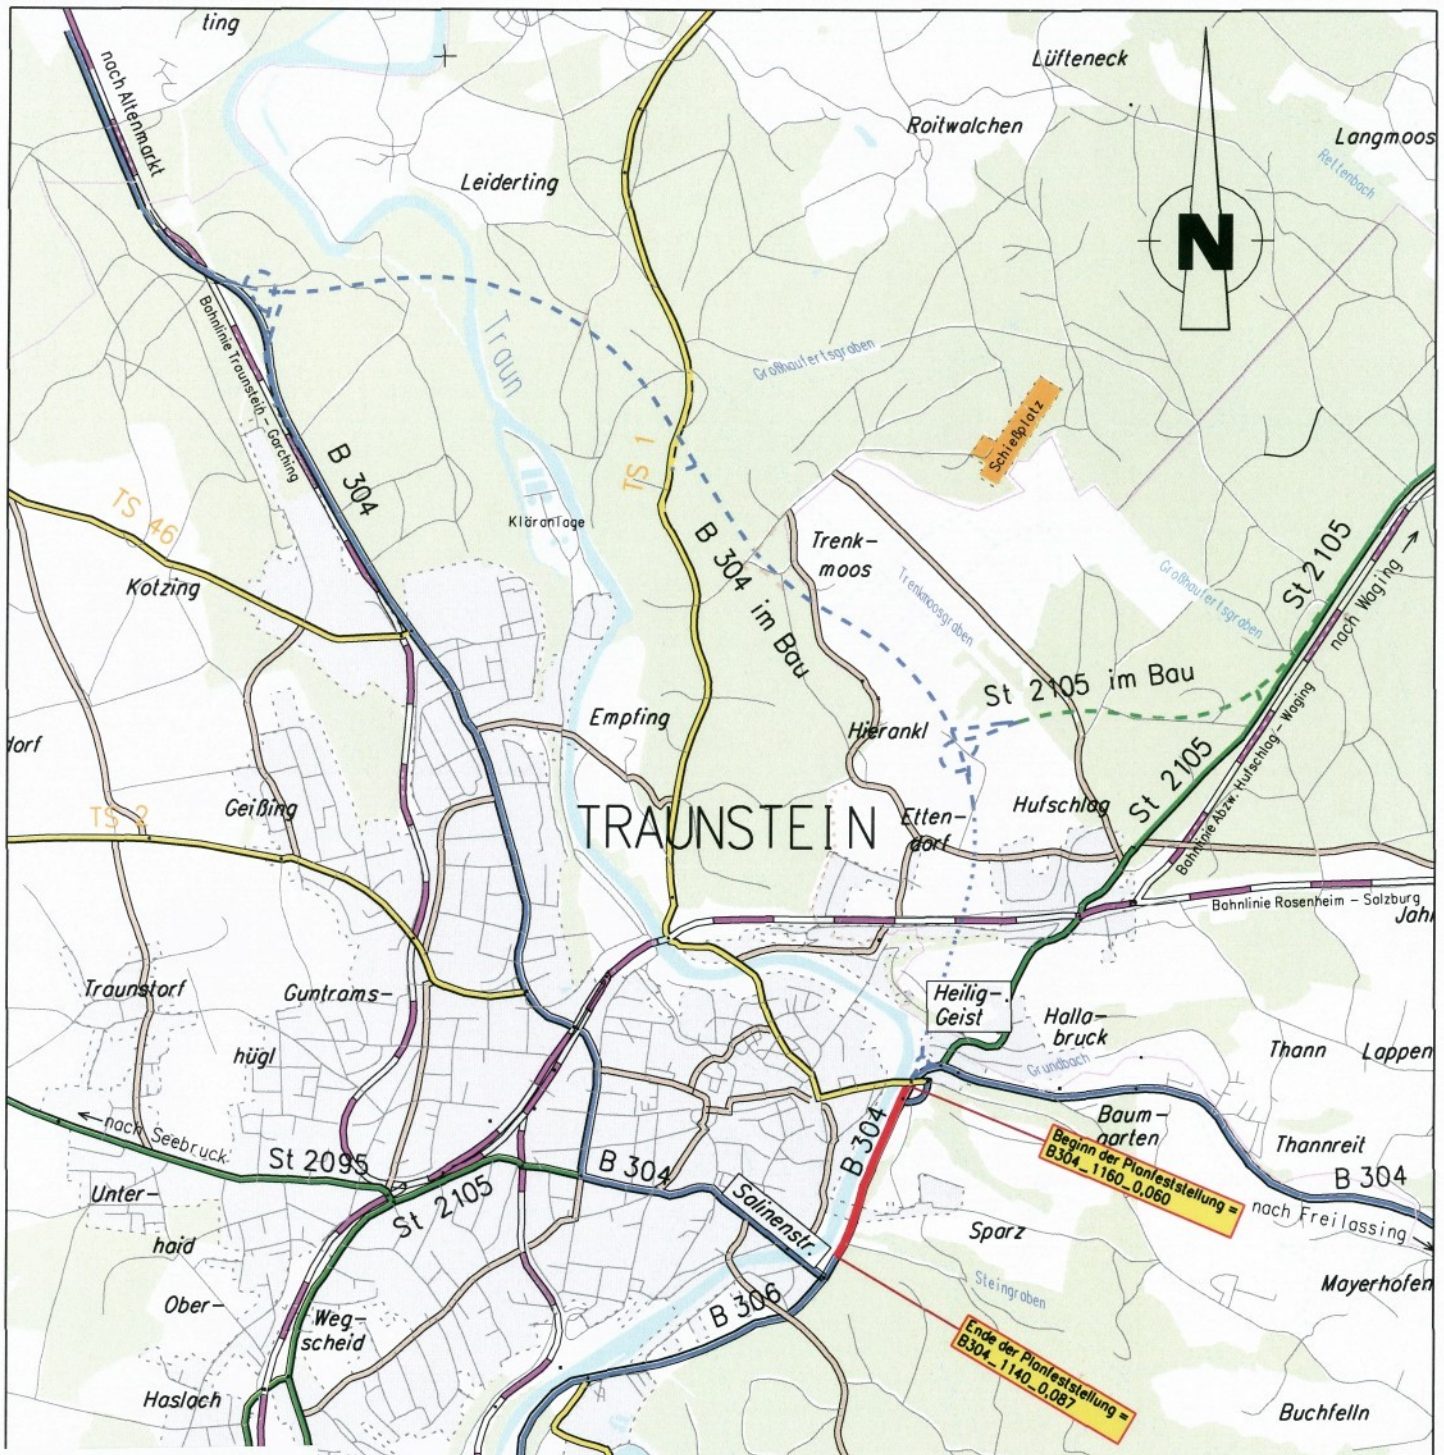 ting
Lüfteneck
nach Altenmarkt
Roitwalchen
Langmoos
Rettenbach
Leiderting
N
Bahnlinie Traunstein - Garching
Traun
Großhaufertsgraben
Schießplatz
B 304
TS 1
TS 46
Kläranlage
B 304 im Bau
Trenk-
moos
Trenkmoosgraben
Großhaufertsgraben
St 2105
nach Waging
Kotzing
St 2105 im Bau
Empfing
Hierankl
dorf
Bahnlinie Abzw. Hufschlag - Waging
St 2105
Geißing
TS 2
TRAUNSTEIN
Etten-
dorf
Hufschlag
Bahnlinie Rosenheim - Salzburg
Jahn
Traunstorf
Guntrams-
hügl
Heilig-
Geist
Halla-
bruck
Grundbach
Thann
Lappen
nach Seebruck
St 2095
B 304
B 304
Baum-
garten
Beginn der Planfeststellung =
B304_1160_0,060
Thannreit
B 304
nach Freilassing
Unter-
haid
St 2105
Salinenstr.
Sparz
Steingraben
Mayerhofen
Ober-
Weg-
scheid
B 306
Ende der Planfeststellung =
B304_1140_0,087
Haslach
Buchfelln